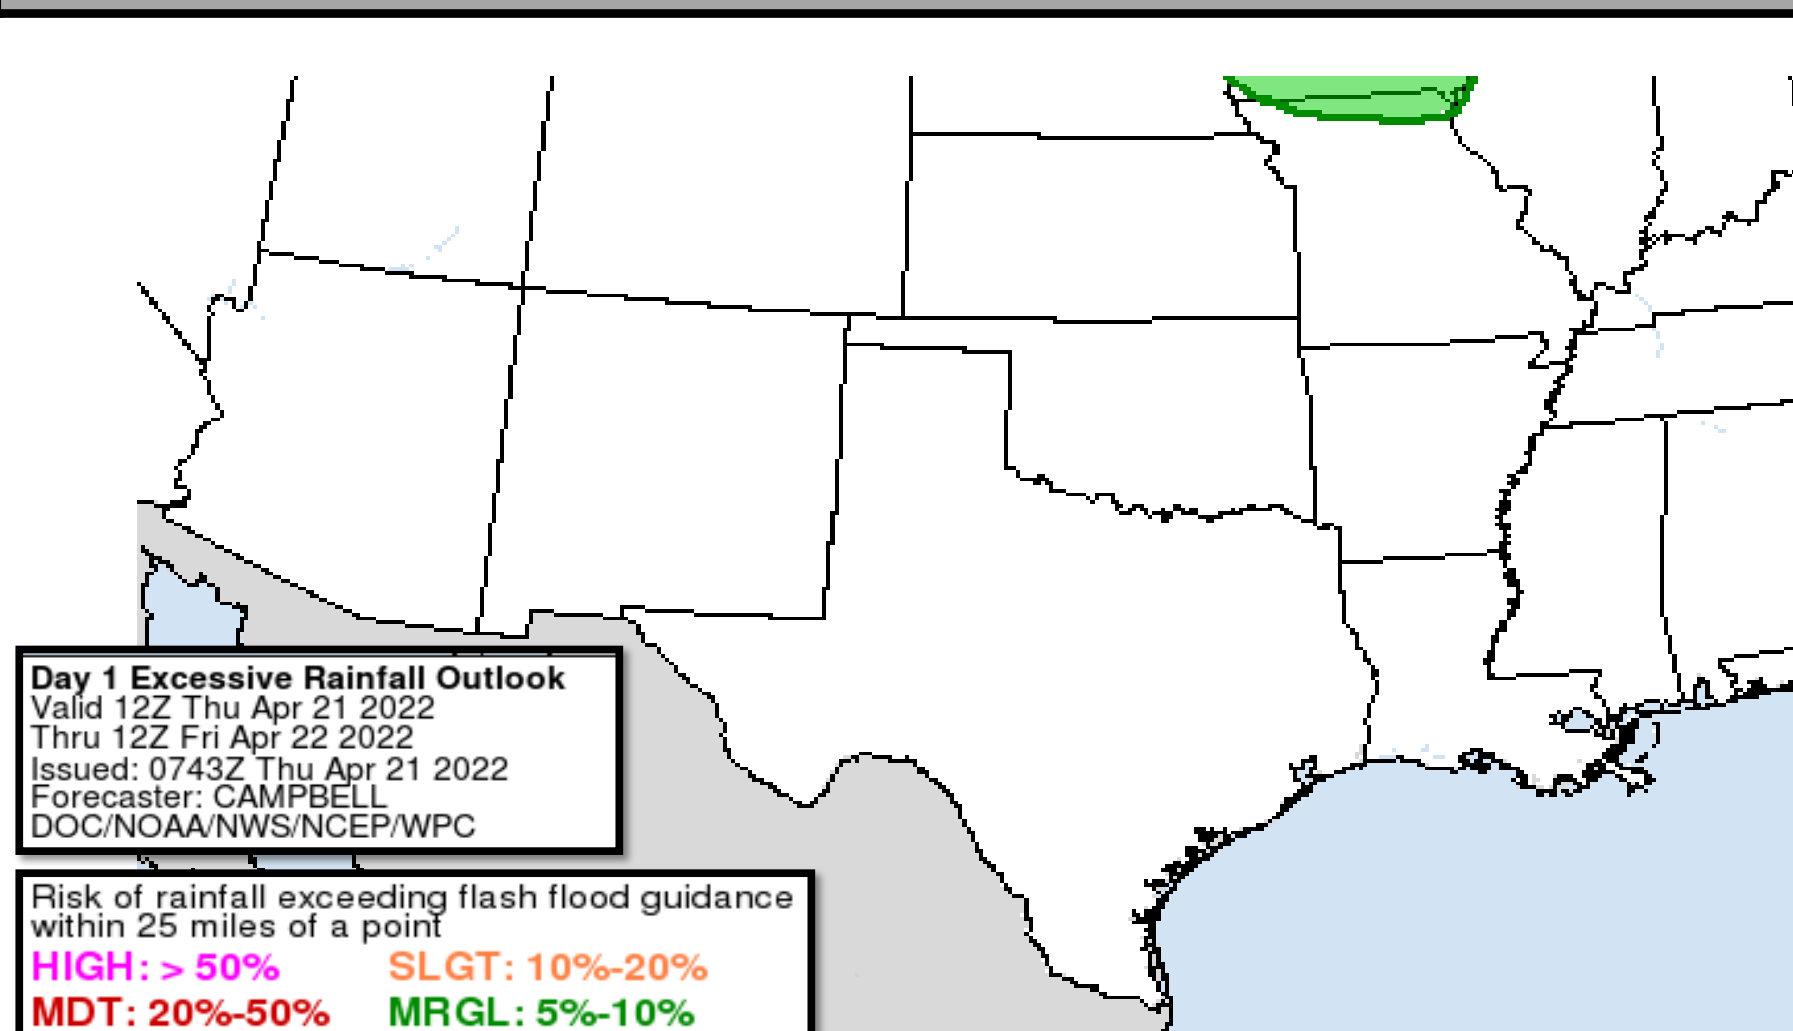 Day 1 Excessive Rainfall Outlook
Valid 12Z Thu Apr 21 2022
Thru 12Z Fri Apr 22 2022
Issued: 0743Z Thu Apr 21 2022
Forecaster: CAMPBELL
DOC/NOAA/NWS/NCEP/WPC
Risk of rainfall exceeding flash flood guidance
within 25 miles of a point
HIGH: > 50% SLGT: 10%-20%
MDT: 20%-50% MRGL: 5%-10%